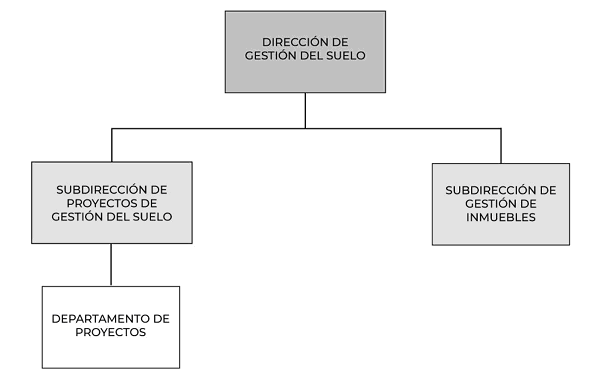 DIRECCIÓN DE
GESTIÓN DEL SUELO
SUBDIRECCIÓN DE
PROYECTOS DE
GESTIÓN DEL SUELO
SUBDIRECCIÓN DE
GESTIÓN DE
INMUEBLES
DEPARTAMENTO DE
PROYECTOS